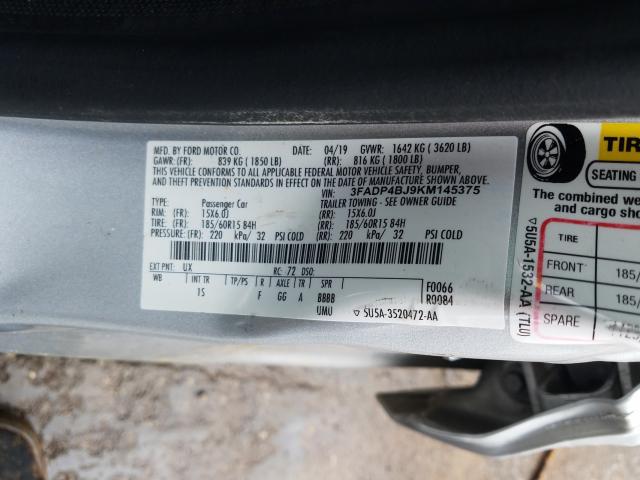 MFD. BY FORD MOTOR CO. DATE: 04/19 GVWR: 1642 KG ( 3620 LB)
GAWR: (FR): 839 KG ( 1850 LB) (RR): 816 KG ( 1800 LB)
THIS VEHICLE CONFORMS TO ALL APPLICABLE FEDERAL MOTOR VEHICLE SAFETY, BUMPER,
AND THEFT PREVENTION STANDARDS IN EFFECT ON THE DATE OF MANUFACTURE SHOWN ABOVE.
VIN: 3FADP4BJ9KM145375
TYPE: Passenger Car TRAILER TOWING - SEE OWNER GUIDE
RIM: (FR): 15X6.0J (RR): 15X6.0J
TIRE: (FR): 185/60R15 84H (RR): 185/60R15 84H
(FR): 220 kPa/ 32 PSI COLD (RR): 220 kPa/ 32 PSI COLD
EXT PNT: UX RC: 72 DSO:
WB INT TR TP/PS R AXLE TR SPR F0066
1S F GG A BBBB R0084
UMU ▽ 5U5A-3520472-AA
TIRE
SEATING
The combined
and cargo
TIRE
FRONT 185/
REAR 185/
SPARE
▽5U5A-1532-AA (TLU)